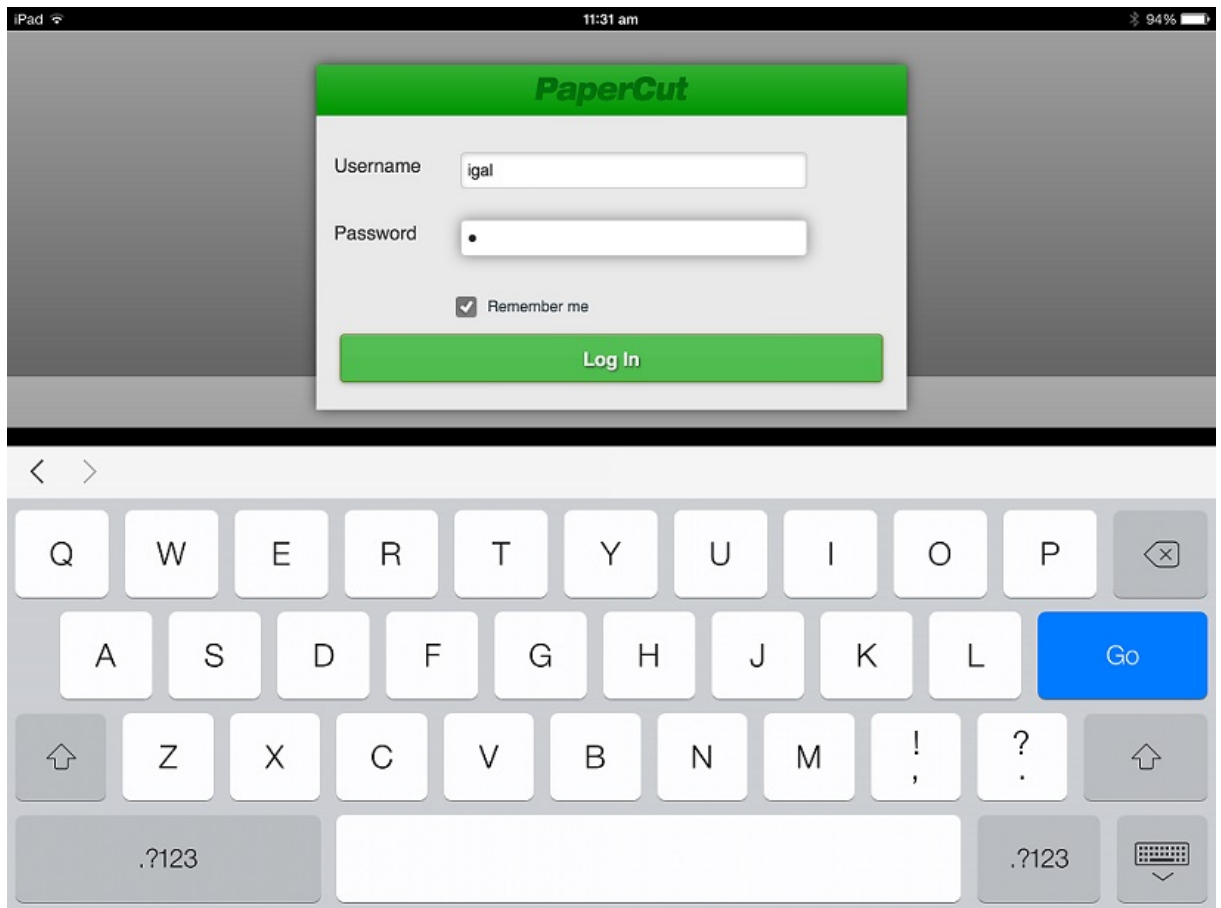 iPad 11:31 am 94%
PaperCut
Username igal
Password •
Remember me
Log In
Q W E R T Y U I O P
A S D F G H J K L Go
Z X C V B N M ! , ? .
.?123 .?123